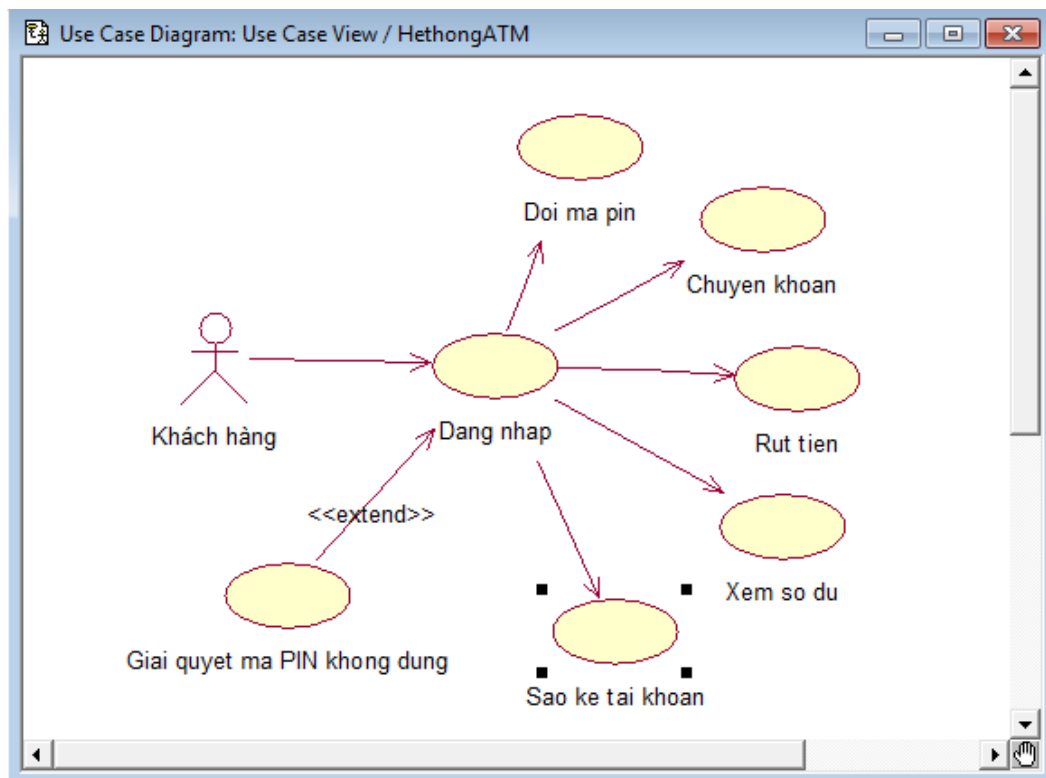 Use Case Diagram: Use Case View / HethongATM
Doi ma pin
Chuyen khoan
Khách hàng
Dang nhap
Rut tien
<<extend>>
Xem so du
Giai quyet ma PIN khong dung
Sao ke tai khoan